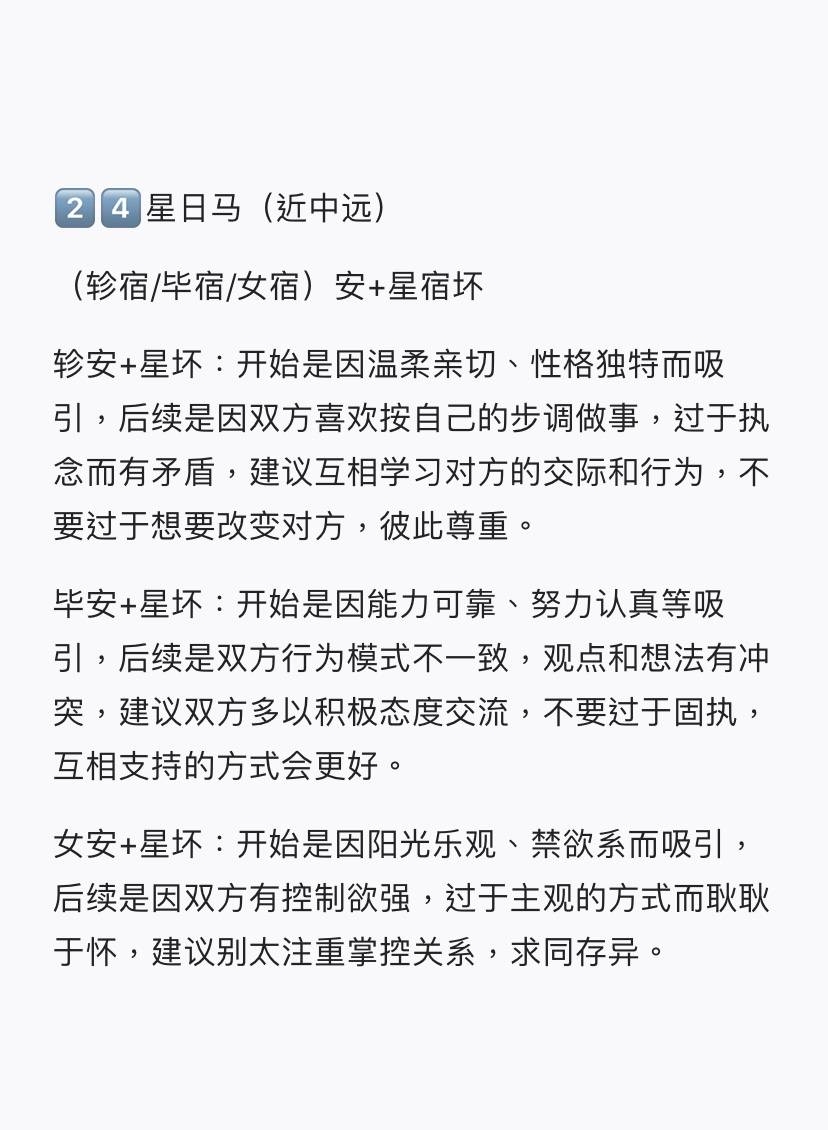 2️⃣4️⃣星日马（近中远）
（轸宿/毕宿/女宿）安+星宿坏
轸安+星坏：开始是因温柔亲切、性格独特而吸
引，后续是因双方喜欢按自己的步调做事，过于执
念而有矛盾，建议互相学习对方的交际和行为，不
要过于想要改变对方，彼此尊重。
毕安+星坏：开始是因能力可靠、努力认真等吸
引，后续是双方行为模式不一致，观点和想法有冲
突，建议双方多以积极态度交流，不要过于固执，
互相支持的方式会更好。
女安+星坏：开始是因阳光乐观、禁欲系而吸引，
后续是因双方有控制欲强，过于主观的方式而耿耿
于怀，建议别太注重掌控关系，求同存异。